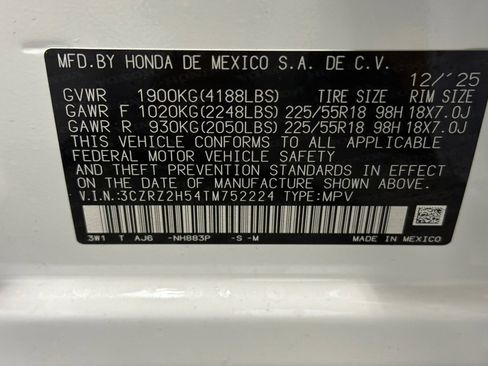 MFD.BY HONDA DE MEXICO S.A. DE C.V.
12/'25
GVWR 1900KG(4188LBS) TIRE SIZE RIM SIZE
GAWR F 1020KG(2248LBS) 225/55R18 98H 18X7.0J
GAWR R 930KG(2050LBS) 225/55R18 98H 18X7.0J
THIS VEHICLE CONFORMS TO ALL APPLICABLE
FEDERAL MOTOR VEHICLE SAFETY
AND THEFT PREVENTION STANDARDS IN EFFECT
ON THE DATE OF MANUFACTURE SHOWN ABOVE.
V.I.N.:3CZRZ2H54TM752224 TYPE:MPV
3W1 T AJ6 -NH883P -S -M
MADE IN MEXICO